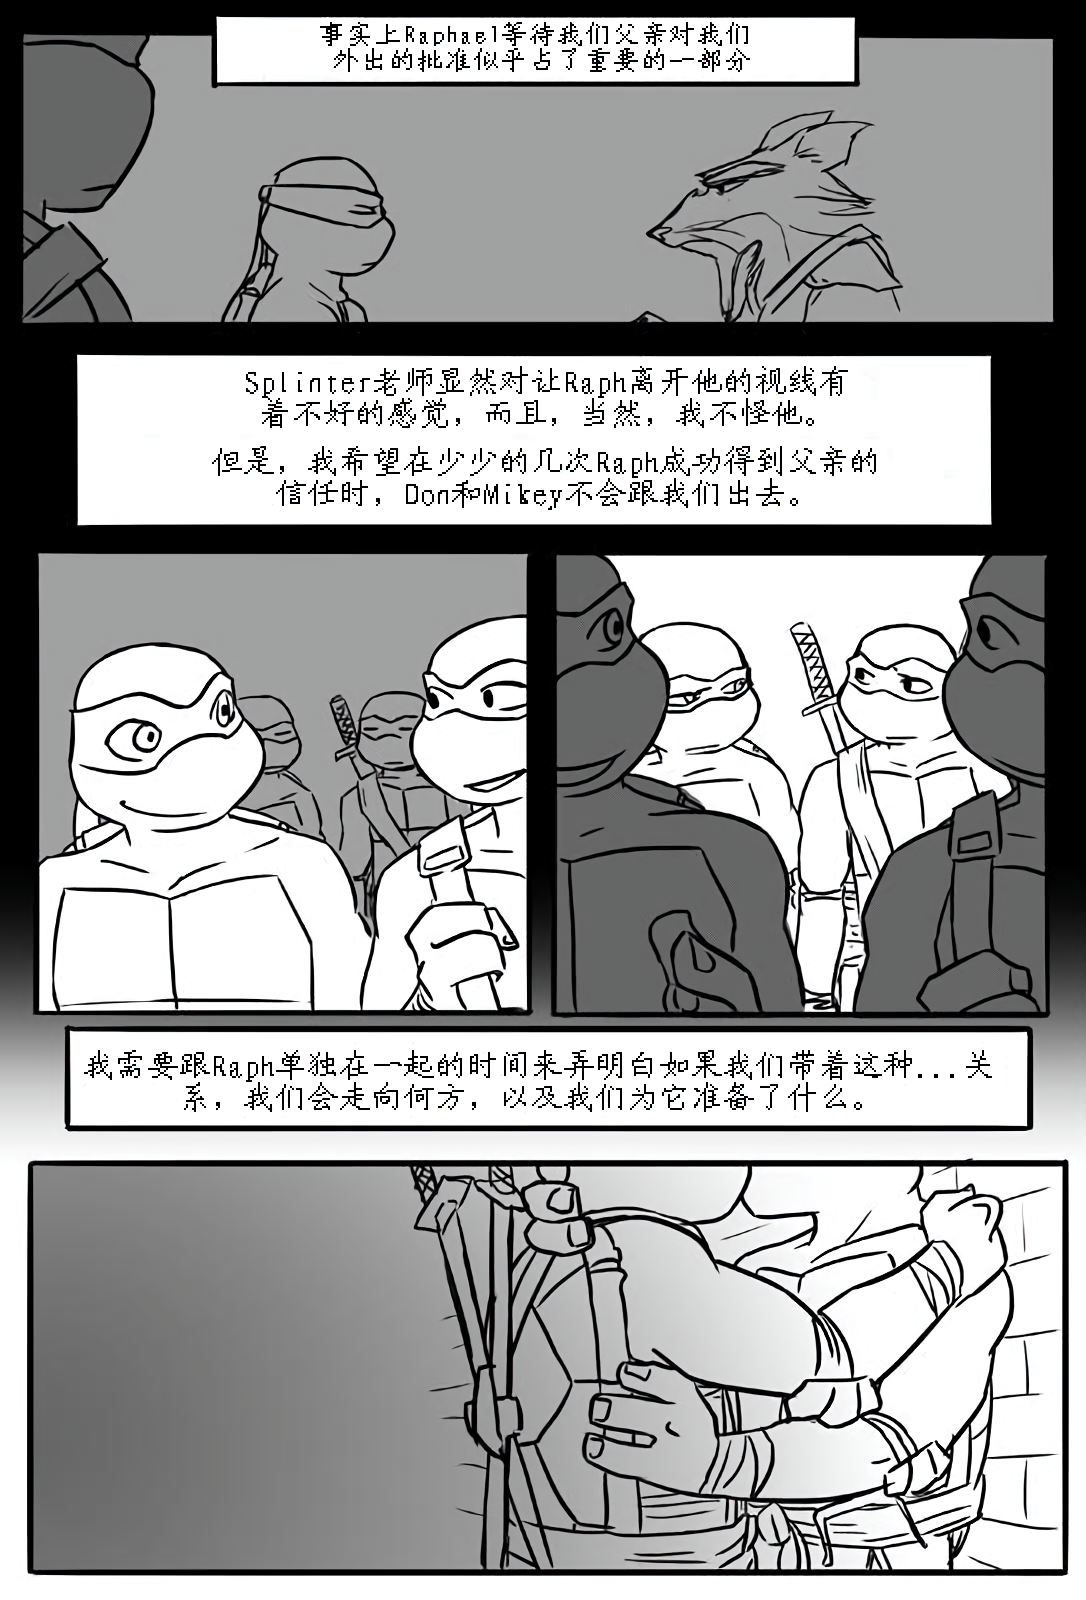 事实上Raphael等待我们父亲对我们
外出的批准似乎占了重要的一部分
Splinter老师显然对让Raph离开他的视线有
着不好的感觉，而且，当然，我不怪他。
但是，我希望在少少的几次Raph成功得到父亲的
信任时，Don和Mikey不会跟我们出去。
我需要跟Raph单独在一起的时间来弄明白如果我们带着这种...关
系，我们会走向何方，以及我们为它准备了什么。